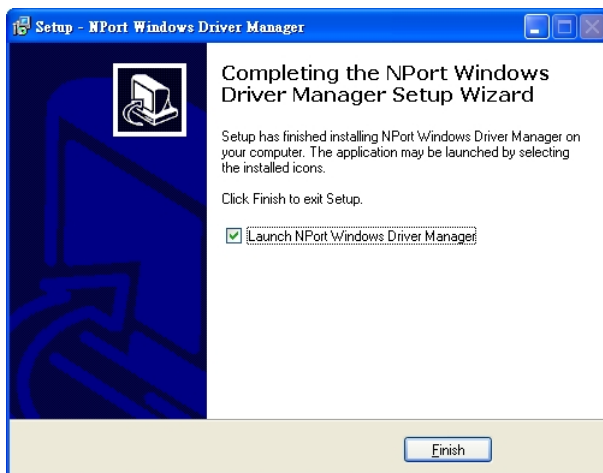 Setup - NPort Windows Driver Manager
Completing the NPort Windows
Driver Manager Setup Wizard
Setup has finished installing NPort Windows Driver Manager on
your computer. The application may be launched by selecting
the installed icons.
Click Finish to exit Setup.
Launch NPort Windows Driver Manager
Finish